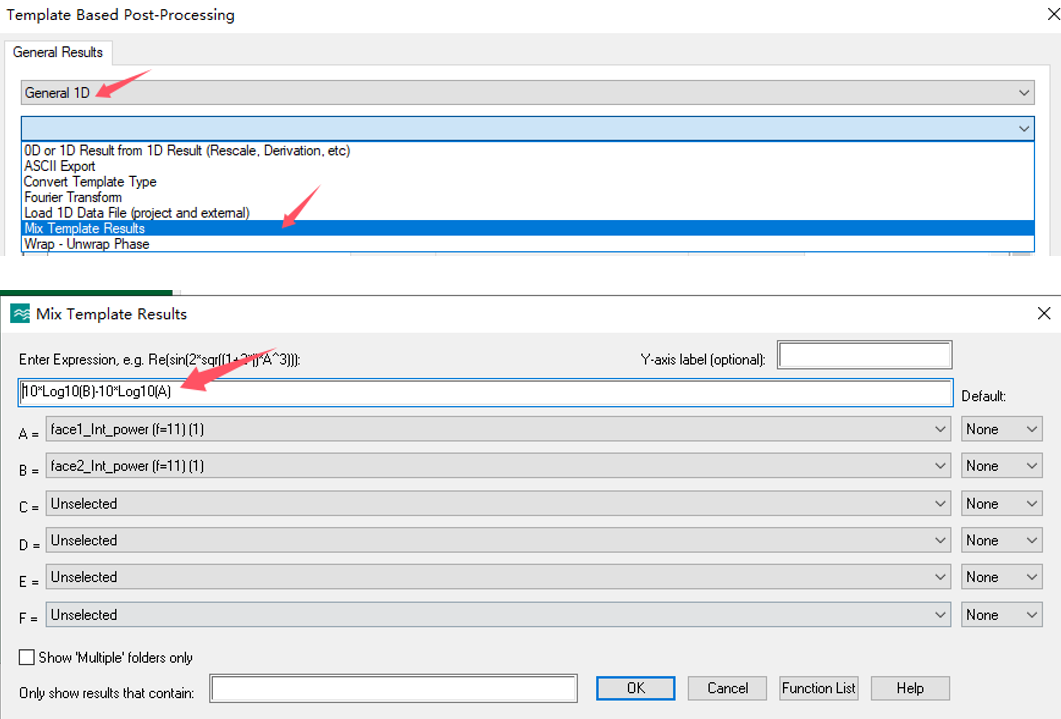 Template Based Post-Processing
General Results
General 1D
0D or 1D Result from 1D Result (Rescale, Derivation, etc)
ASCII Export
Convert Template Type
Fourier Transform
Load 1D Data File (project and external)
Mix Template Results
Wrap - Unwrap Phase
Mix Template Results
Enter Expression, e.g. Re(sin(2*sqr((1+2*j)*A^3))):
Y-axis label (optional):
10*Log10(B)-10*Log10(A)
Default:
A = face1_Int_power (f=11) (1) None
B = face2_Int_power (f=11) (1) None
C = Unselected None
D = Unselected None
E = Unselected None
F = Unselected None
Show 'Multiple' folders only
Only show results that contain: OK Cancel Function List Help